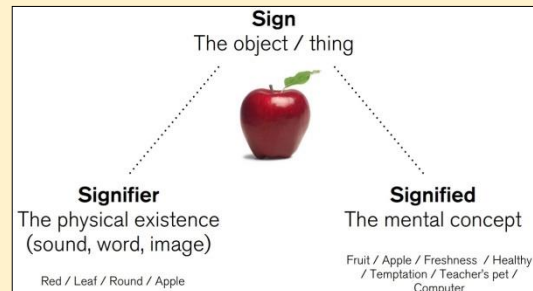 Sign
The object / thing
Signifier
The physical existence
(sound, word, image)
Red / Leaf / Round / Apple
Signified
The mental concept
Fruit / Apple / Freshness / Healthy
/ Temptation / Teacher's pet /
Computer